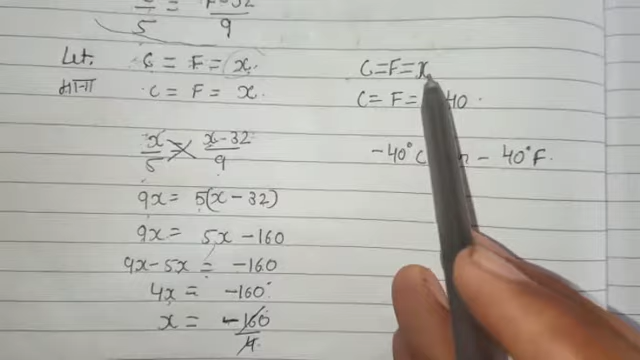 C/5 = F-32/9
Let. C = F = x.
माना C = F = x.
x/5 = x-32/9
9x = 5(x - 32)
9x = 5x - 160
9x - 5x = -160
4x = -160
x = -160/4
C=F=x
C= F= 40.
-40°C - 40°F.